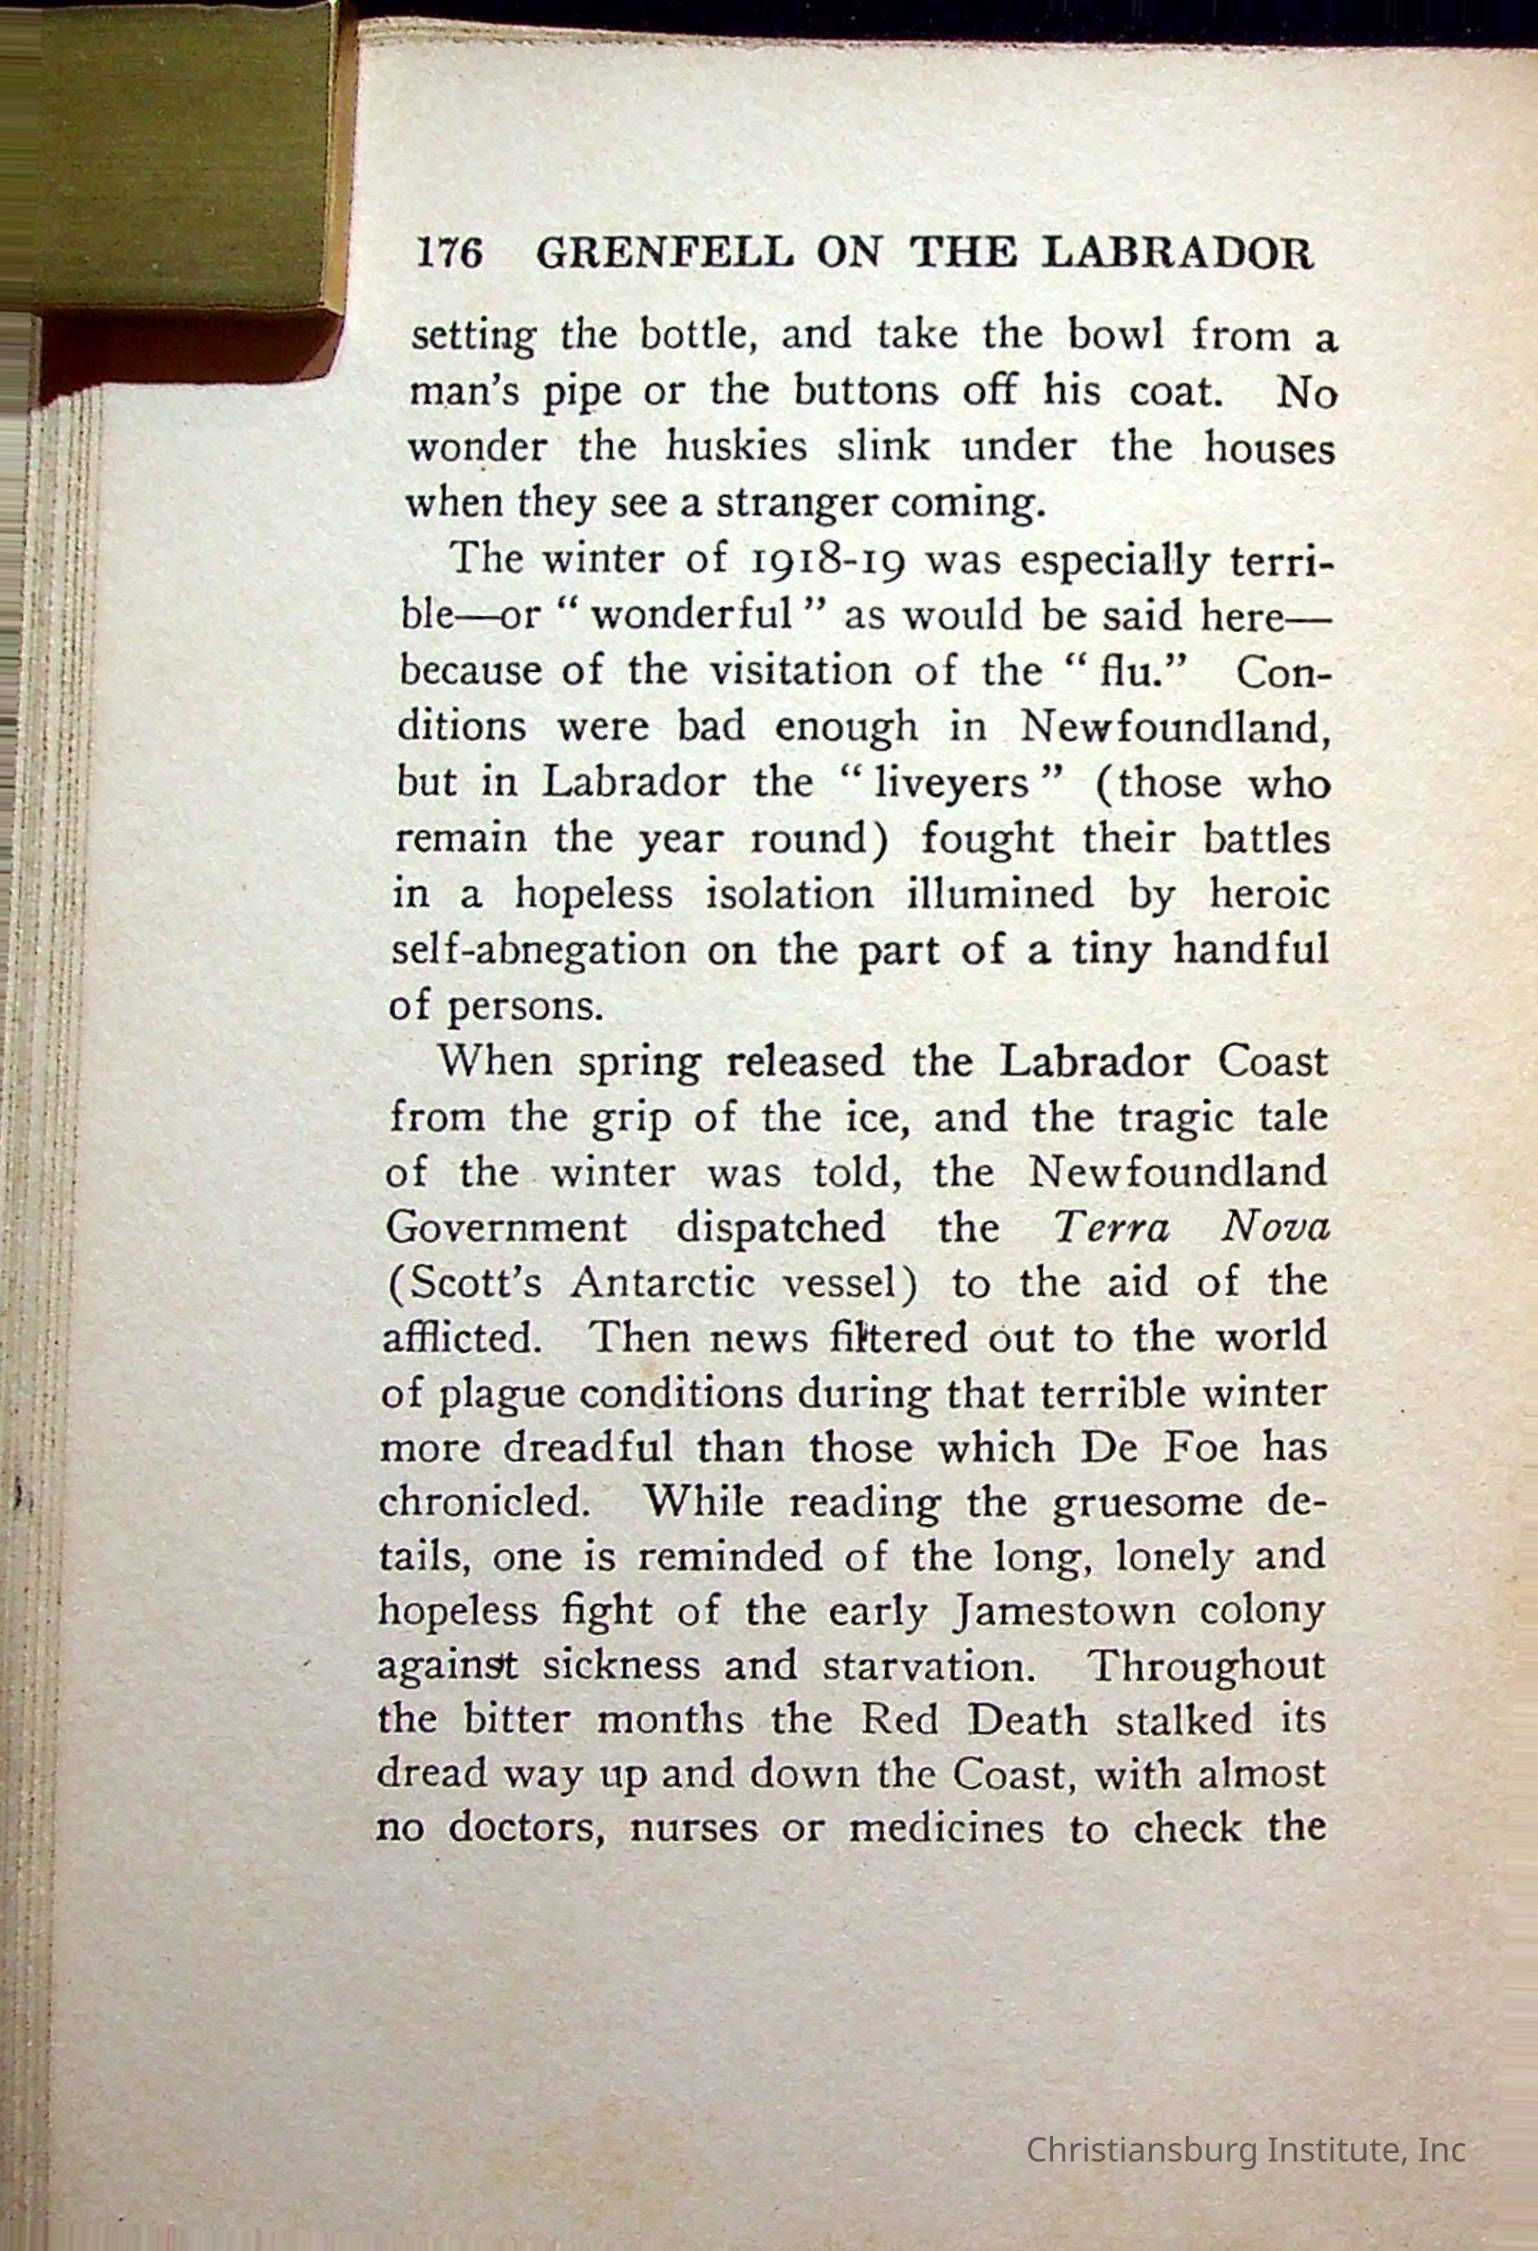 176 GRENFELL ON THE LABRADOR
setting the bottle, and take the bowl from a
man's pipe or the buttons off his coat. No
wonder the huskies slink under the houses
when they see a stranger coming.
The winter of 1918-19 was especially terri-
ble—or “ wonderful ” as would be said here—
because of the visitation of the “ flu.” Con-
ditions were bad enough in Newfoundland,
but in Labrador the “ liveyers ” (those who
remain the year round) fought their battles
in a hopeless isolation illumined by heroic
self-abnegation on the part of a tiny handful
of persons.
When spring released the Labrador Coast
from the grip of the ice, and the tragic tale
of the winter was told, the Newfoundland
Government dispatched the Terra Nova
(Scott's Antarctic vessel) to the aid of the
afflicted. Then news filtered out to the world
of plague conditions during that terrible winter
more dreadful than those which De Foe has
chronicled. While reading the gruesome de-
tails, one is reminded of the long, lonely and
hopeless fight of the early Jamestown colony
against sickness and starvation. Throughout
the bitter months the Red Death stalked its
dread way up and down the Coast, with almost
no doctors, nurses or medicines to check the
Christiansburg Institute, Inc